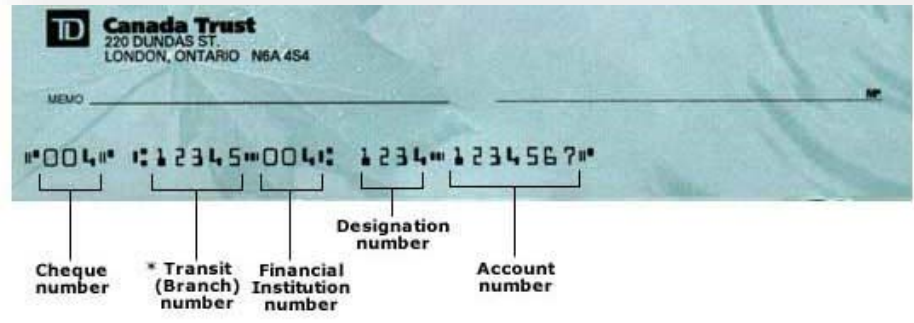 TD Canada Trust
220 DUNDAS ST.
LONDON, ONTARIO N6A 4S4
MEMO MP
⑈004⑈ ⑆12345⑉004⑆ 1234⑉1234567⑈
Cheque number
* Transit (Branch) number
Financial Institution number
Designation number
Account number